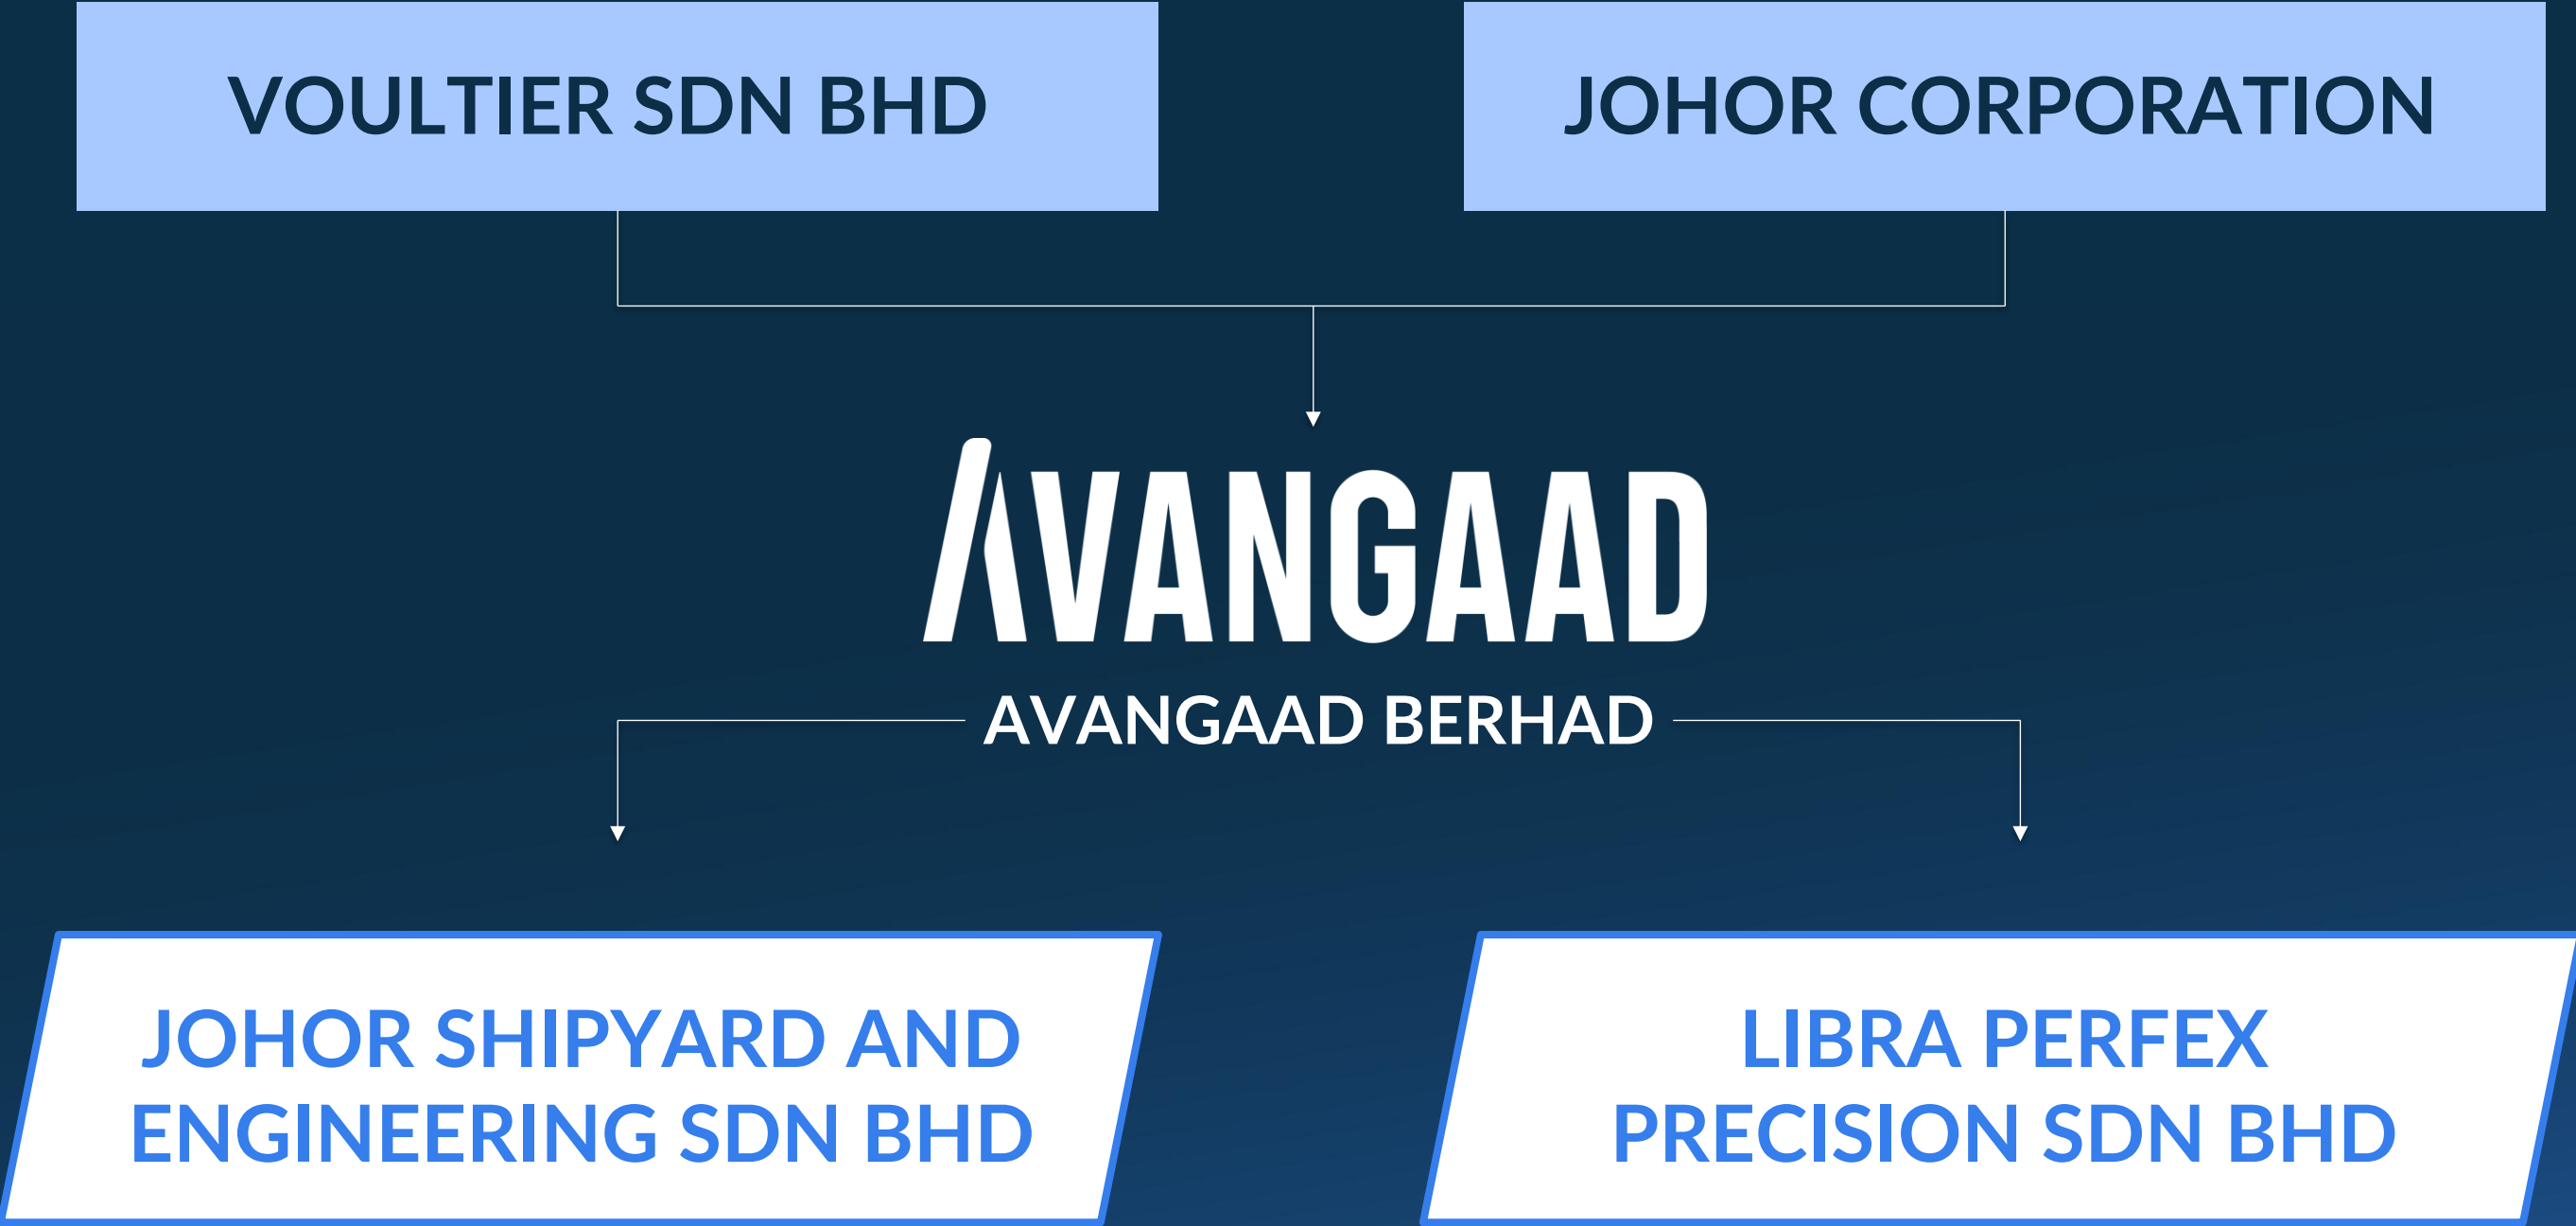 VOULTIER SDN BHD
JOHOR CORPORATION
AVANGAAD
AVANGAAD BERHAD
JOHOR SHIPYARD AND
ENGINEERING SDN BHD
LIBRA PERFEX
PRECISION SDN BHD